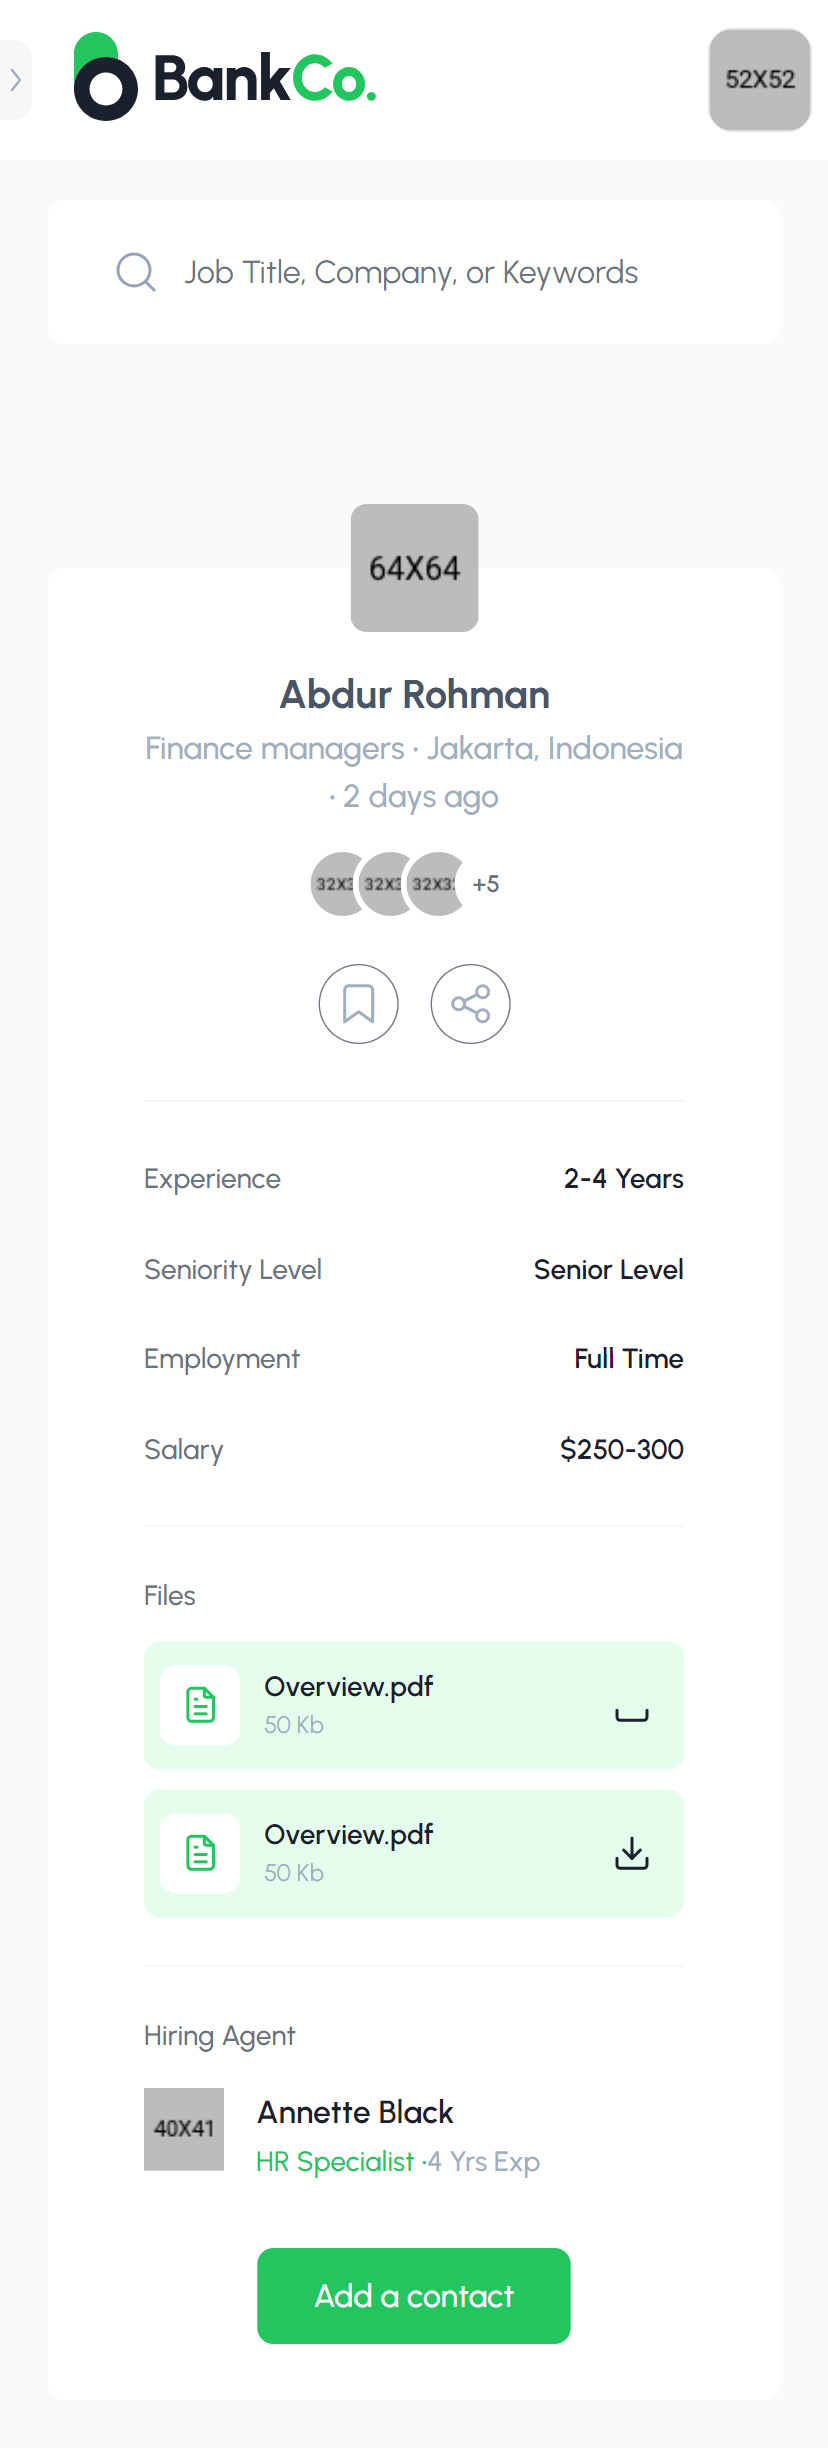 BankCo.
52X52
Job Title, Company, or Keywords
64X64
Abdur Rohman
Finance managers · Jakarta, Indonesia
· 2 days ago
32X3 32X3 32X3 +5
Experience 2-4 Years
Seniority Level Senior Level
Employment Full Time
Salary $250-300
Files
Overview.pdf
50 Kb
Overview.pdf
50 Kb
Hiring Agent
40X41
Annette Black
HR Specialist ·4 Yrs Exp
Add a contact